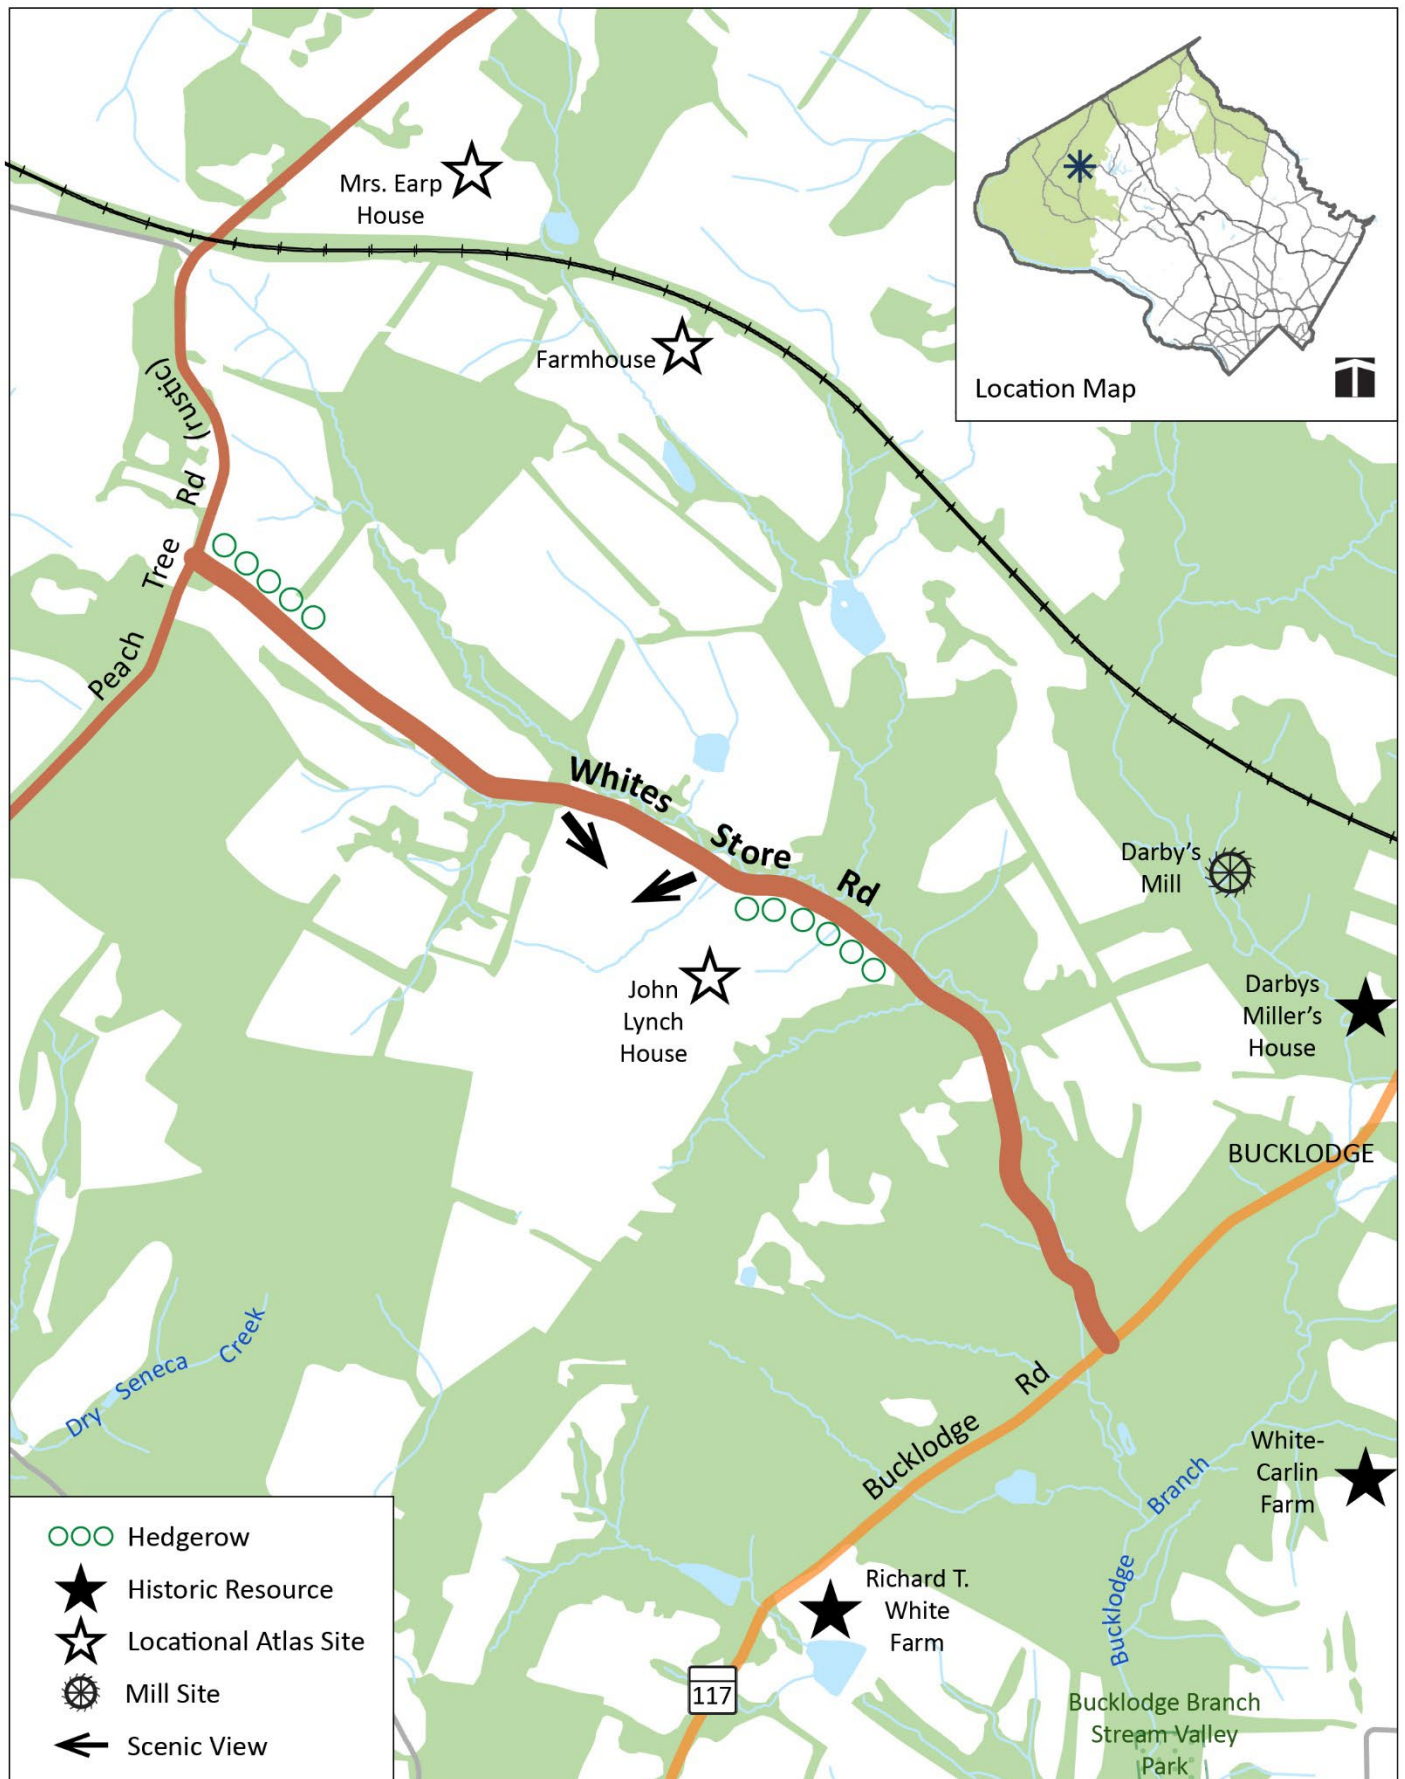 Mrs. Earp
House
Location Map
Farmhouse
Peach Tree Rd (rustic)
Whites Store Rd
Darby's
Mill
John
Lynch
House
Darbys
Miller's
House
BUCKLODGE
Dry Seneca Creek
Bucklodge Rd
White-
Carlin
Farm
Bucklodge Branch
Richard T.
White
Farm
117
Bucklodge Branch
Stream Valley
Park
Hedgerow
Historic Resource
Locational Atlas Site
Mill Site
Scenic View